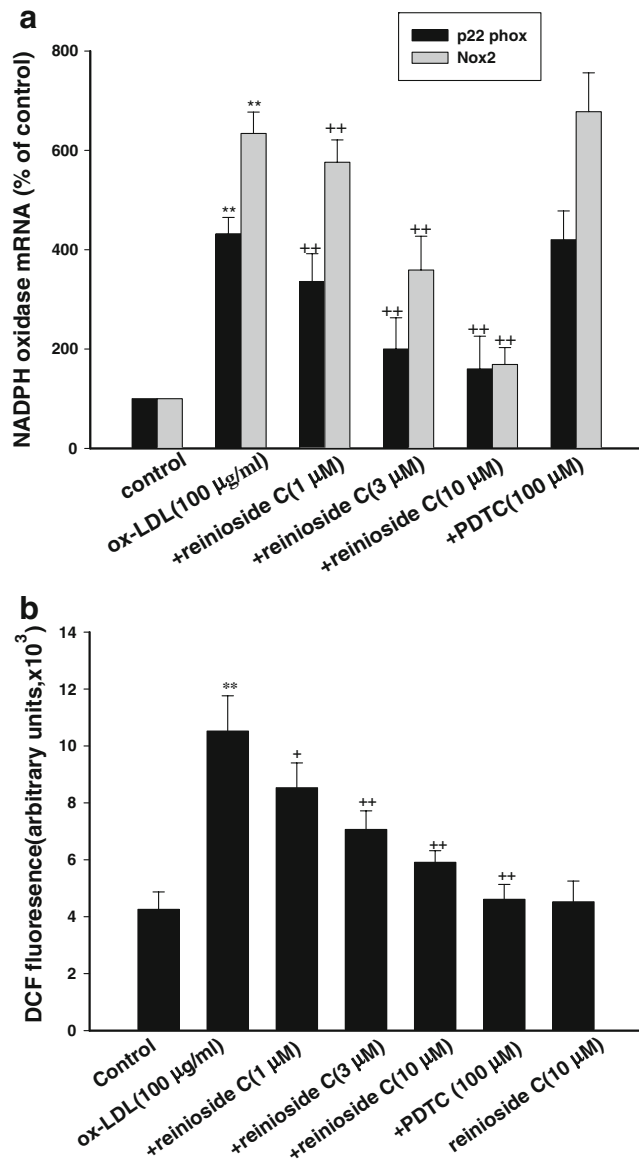 a
p22 phox
Nox2
NADPH oxidase mRNA (% of control)
800
600
400
200
0
**
**
++
++
++
++
++
++
control
ox-LDL(100 µg/ml)
+reinioside C(1 µM)
+reinioside C(3 µM)
+reinioside C(10 µM)
+PDTC(100 µM)
b
DCF fluoresence(arbitrary units,x10³)
14
12
10
8
6
4
2
0
**
+
++
++
++
Control
ox-LDL(100 µg/ml)
+reinioside C(1 µM)
+reinioside C(3 µM)
+reinioside C(10 µM)
+PDTC (100 µM)
reinioside C(10 µM)